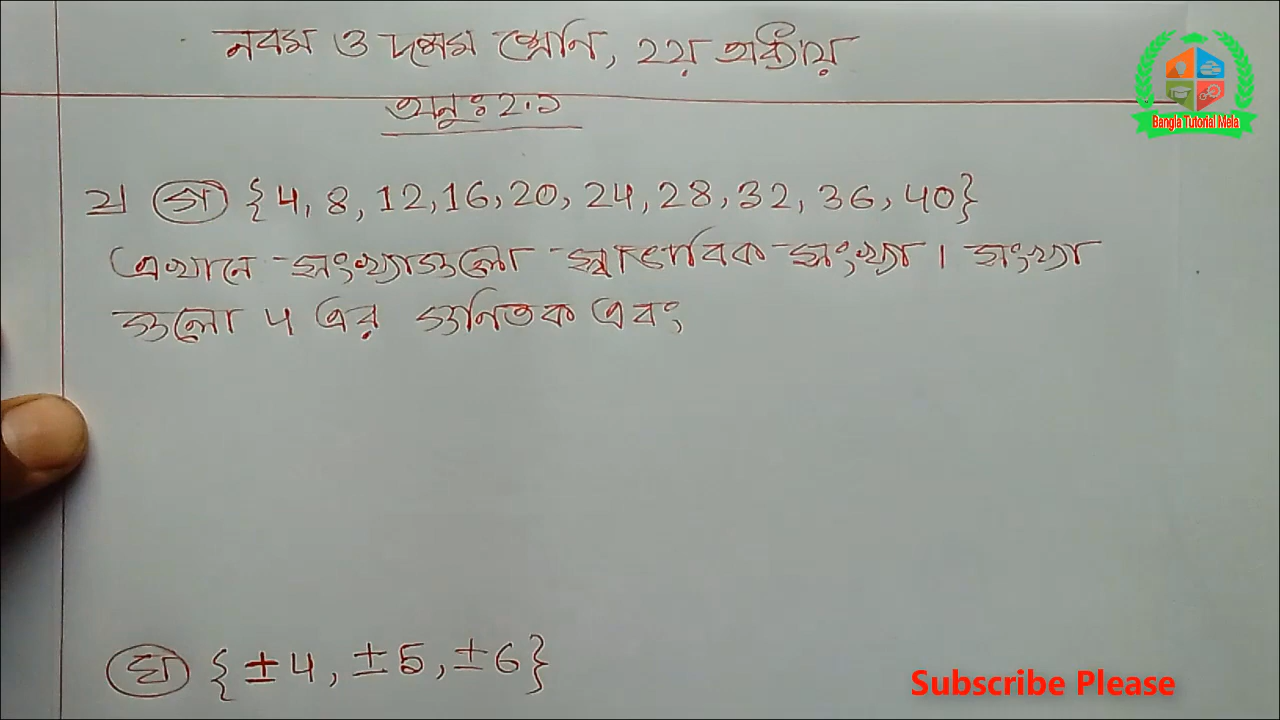 নবম ও দশম শ্রেণি, ২য় অধ্যায়
অনুঃ২.১
Bangla Tutorial Mela
২। গ {4, 8, 12, 16, 20, 24, 28, 32, 36, 40}
এখানে সংখ্যাগুলো স্বাভাবিক সংখ্যা। সংখ্যা
গুলো 4 এর গুনিতক এবং
ঘ {±4, ±5, ±6}
Subscribe Please